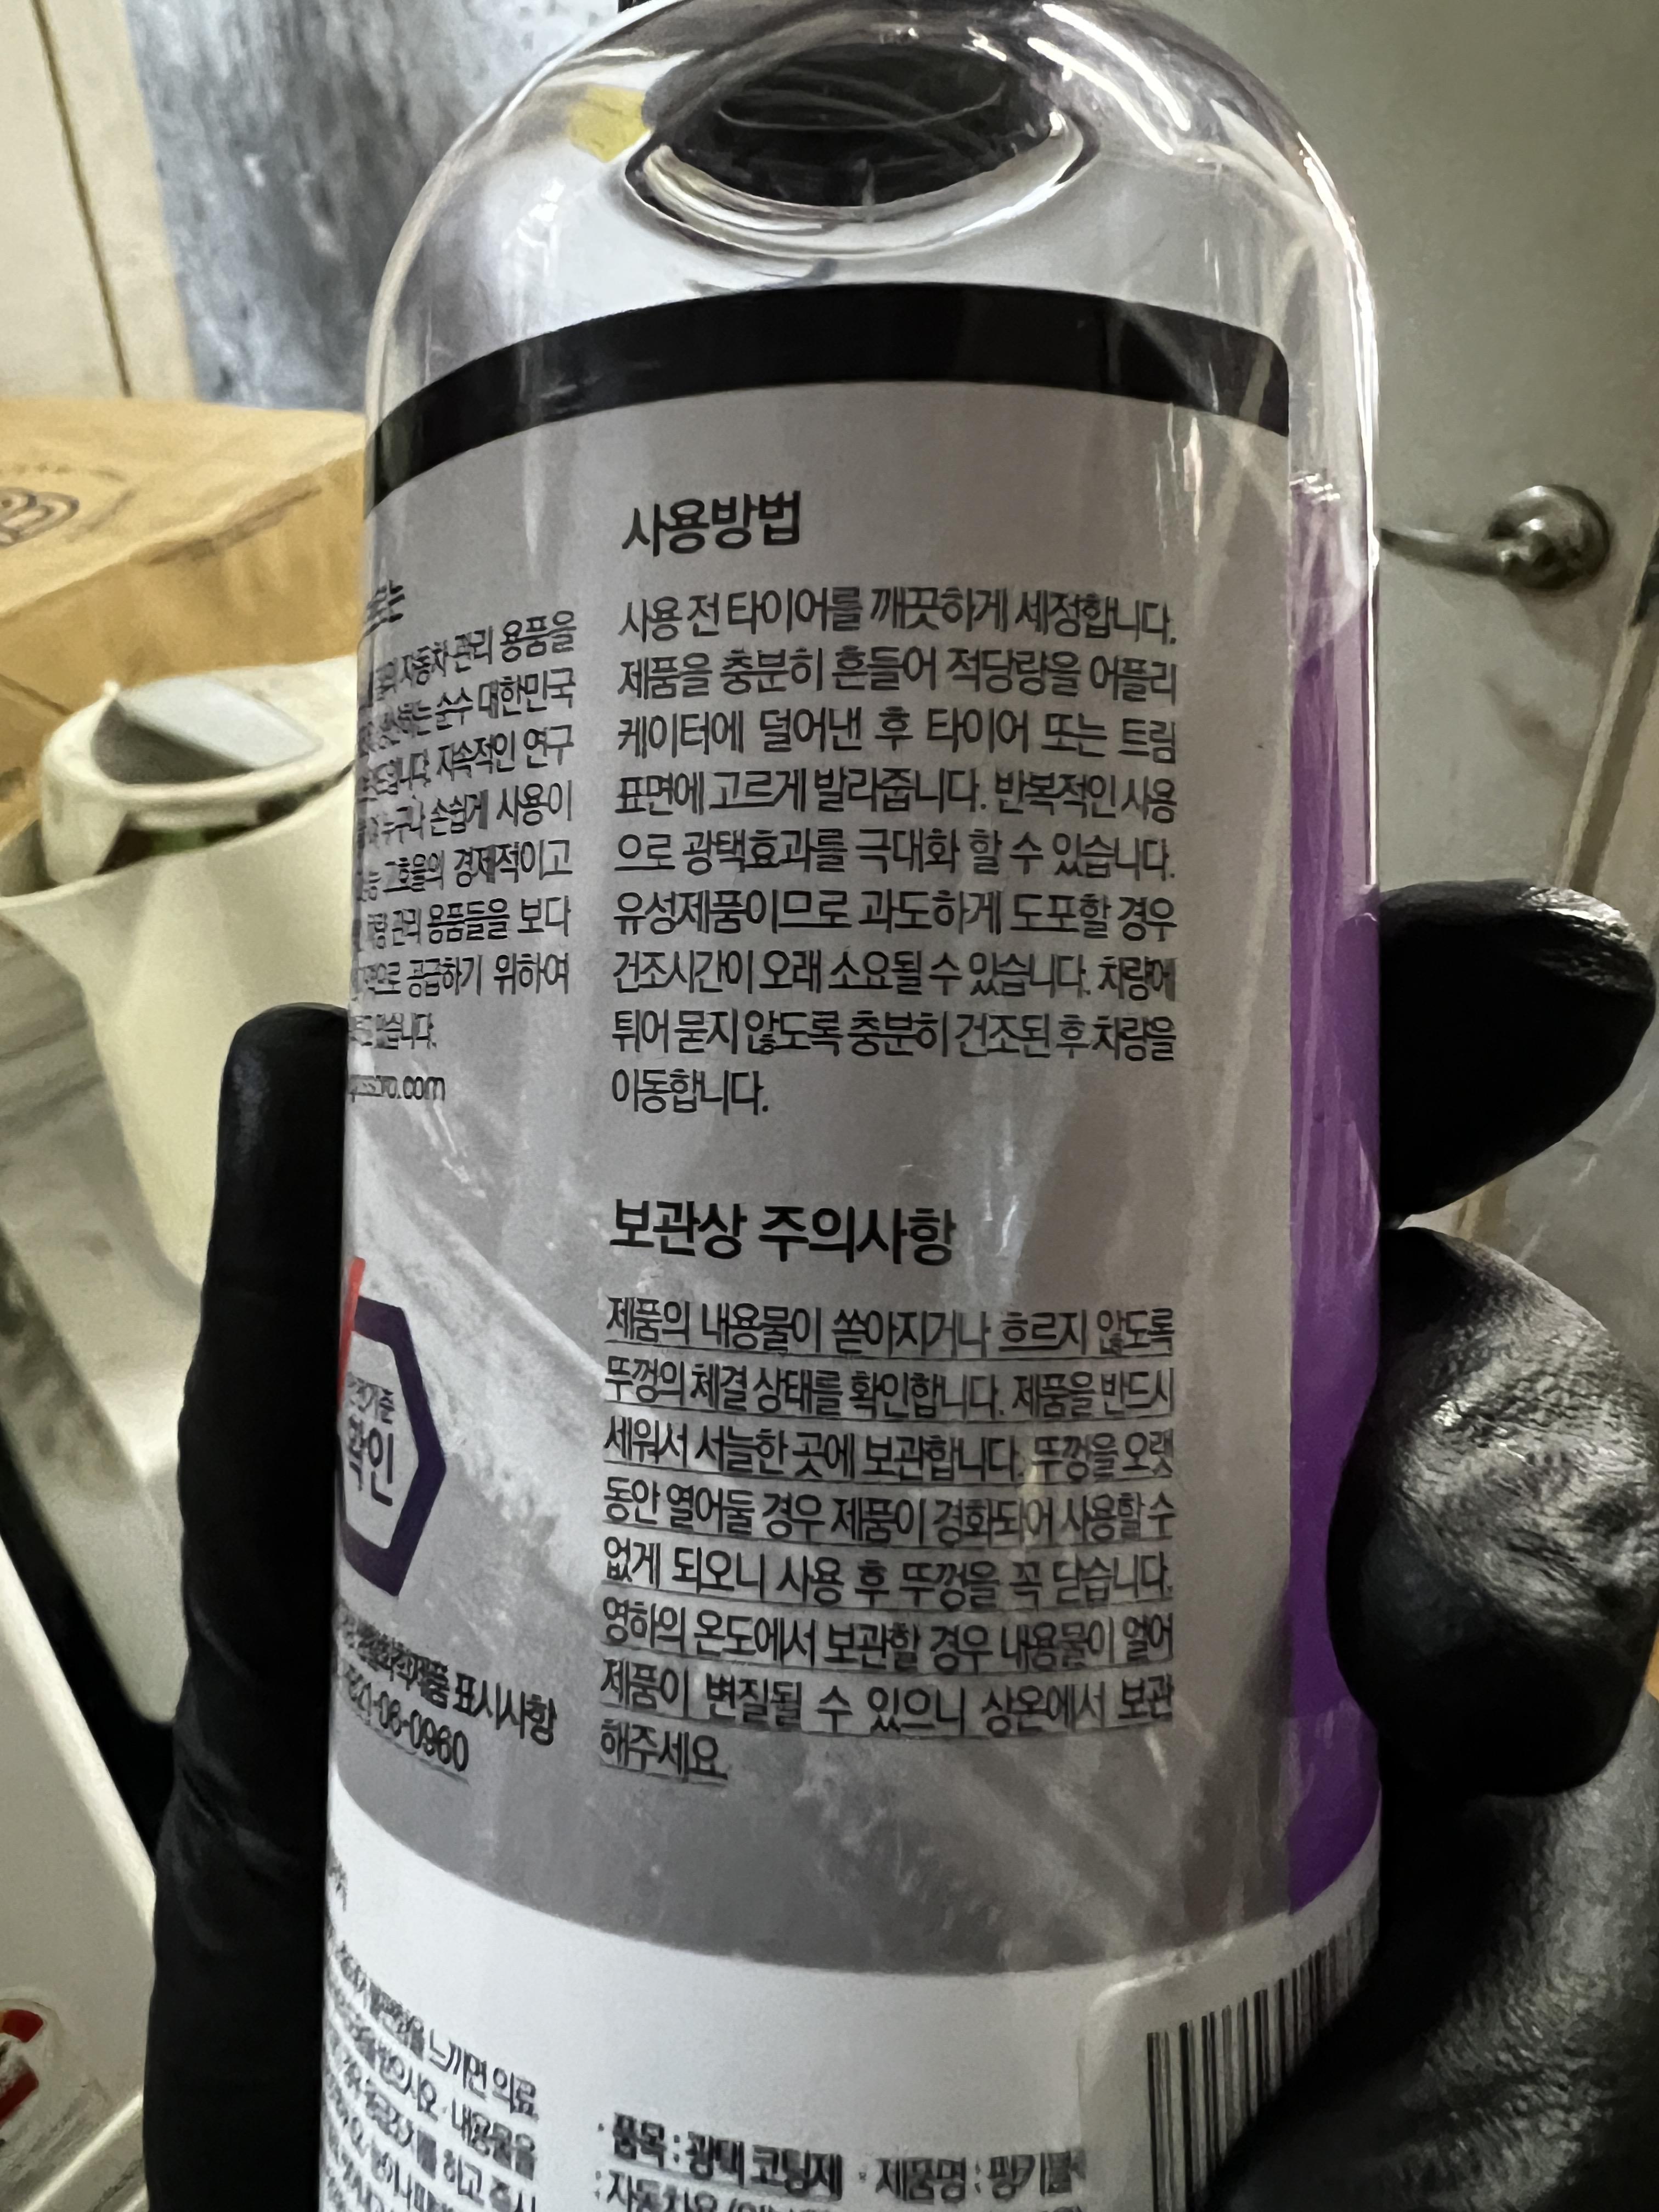 사용방법
사용 전 타이어를 깨끗하게 세정합니다.
제품을 충분히 흔들어 적당량을 어플리
케이터에 덜어낸 후 타이어 또는 트림
표면에 고르게 발라줍니다. 반복적인 사용
으로 광택효과를 극대화 할 수 있습니다.
유성제품이므로 과도하게 도포할 경우
건조시간이 오래 소요될 수 있습니다. 차량에
튀어 묻지 않도록 충분히 건조된 후 차량을
이동합니다.
보관상 주의사항
제품의 내용물이 쏟아지거나 흐르지 않도록
뚜껑의 체결 상태를 확인합니다. 제품을 반드시
세워서 서늘한 곳에 보관합니다. 뚜껑을 오랫
동안 열어둘 경우 제품이 경화되어 사용할 수
없게 되오니 사용 후 뚜껑을 꼭 닫습니다.
영하의 온도에서 보관할 경우 내용물이 얼어
제품이 변질될 수 있으니 상온에서 보관
해주세요.
자동차 관리 용품을
순수 대한민국
지속적인 연구
누구나 손쉽게 사용이
고효율의 경제적이고
관리 용품들을 보다
공급하기 위하여
있습니다.
확인
표시사항
-08-0960
느끼면 의료
내용물을
하고 즉시
· 품목 : 광택 코팅제 · 제품명 :